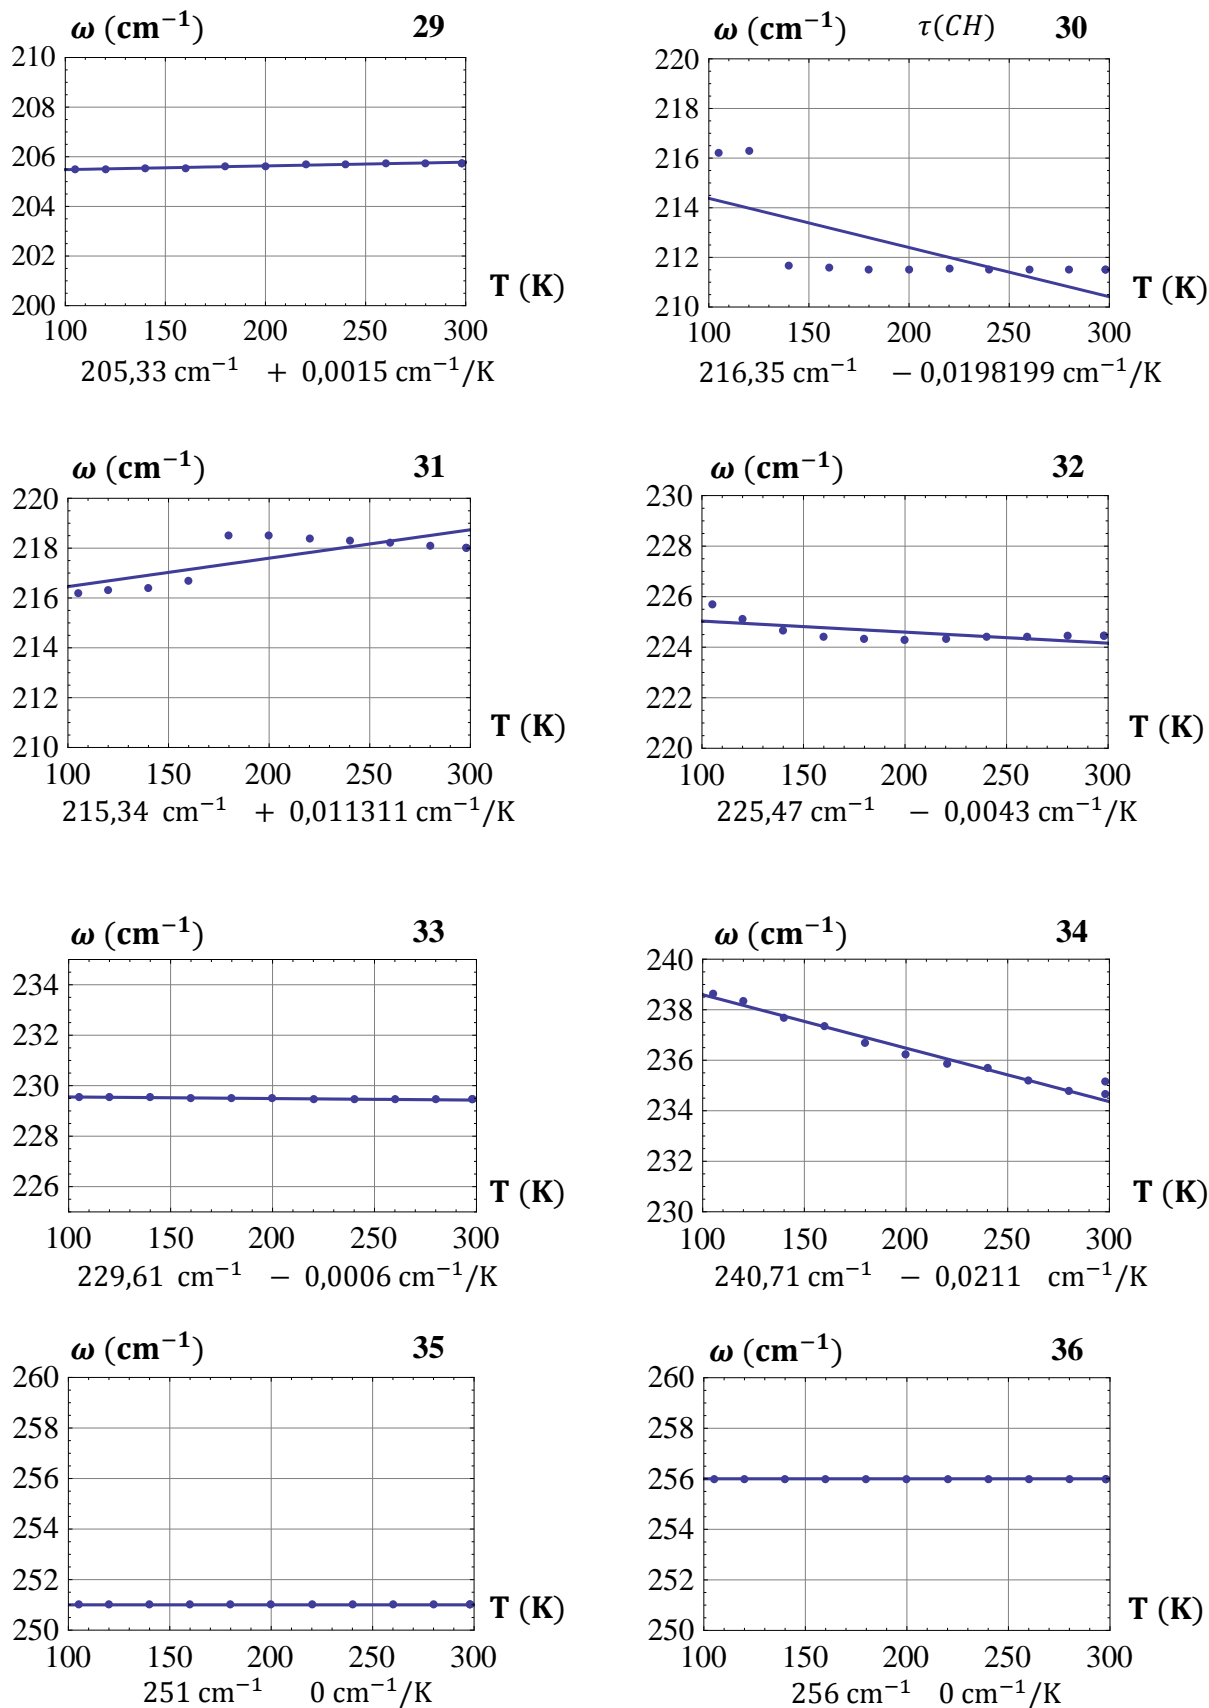 ω (cm⁻¹) 29
210
208
206
204
202
200
T (K)
100 150 200 250 300
205,33 cm⁻¹ + 0,0015 cm⁻¹/K
ω (cm⁻¹) τ(CH) 30
220
218
216
214
212
210
T (K)
100 150 200 250 300
216,35 cm⁻¹ − 0,0198199 cm⁻¹/K
ω (cm⁻¹) 31
220
218
216
214
212
210
T (K)
100 150 200 250 300
215,34 cm⁻¹ + 0,011311 cm⁻¹/K
ω (cm⁻¹) 32
230
228
226
224
222
220
T (K)
100 150 200 250 300
225,47 cm⁻¹ − 0,0043 cm⁻¹/K
ω (cm⁻¹) 33
234
232
230
228
226
T (K)
100 150 200 250 300
229,61 cm⁻¹ − 0,0006 cm⁻¹/K
ω (cm⁻¹) 34
240
238
236
234
232
230
T (K)
100 150 200 250 300
240,71 cm⁻¹ − 0,0211 cm⁻¹/K
ω (cm⁻¹) 35
260
258
256
254
252
250
T (K)
100 150 200 250 300
251 cm⁻¹ 0 cm⁻¹/K
ω (cm⁻¹) 36
260
258
256
254
252
250
T (K)
100 150 200 250 300
256 cm⁻¹ 0 cm⁻¹/K